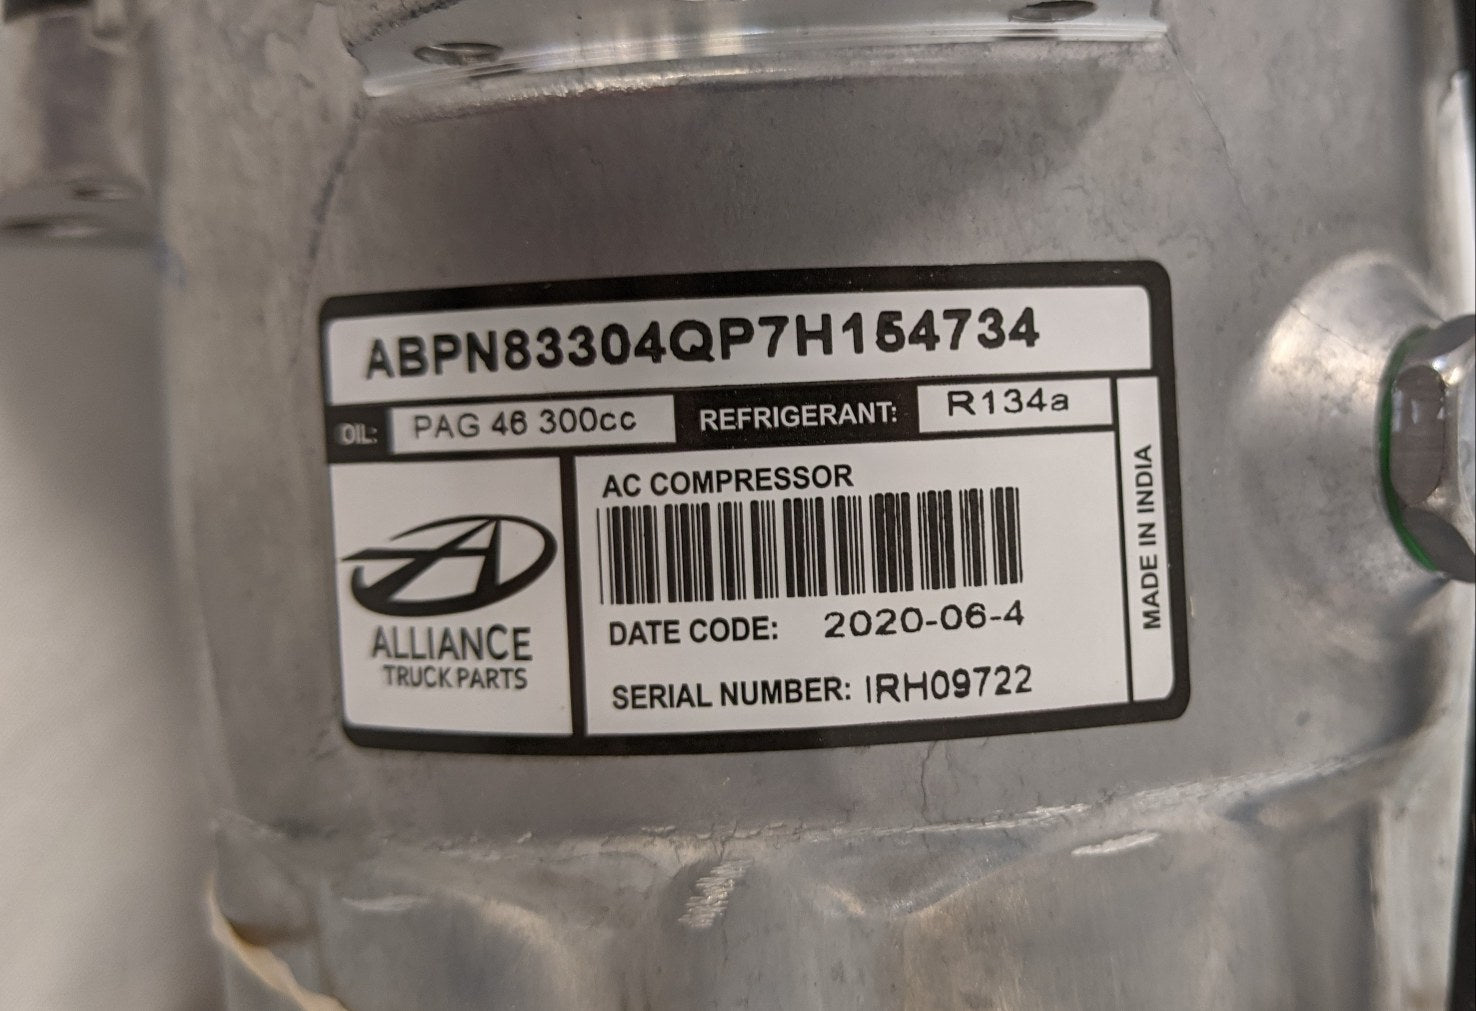 ABPN83304QP7H154734
OIL: PAG 46 300cc REFRIGERANT: R134a
AC COMPRESSOR
ALLIANCE
TRUCK PARTS
DATE CODE: 2020-06-4
SERIAL NUMBER: IRH09722
MADE IN INDIA